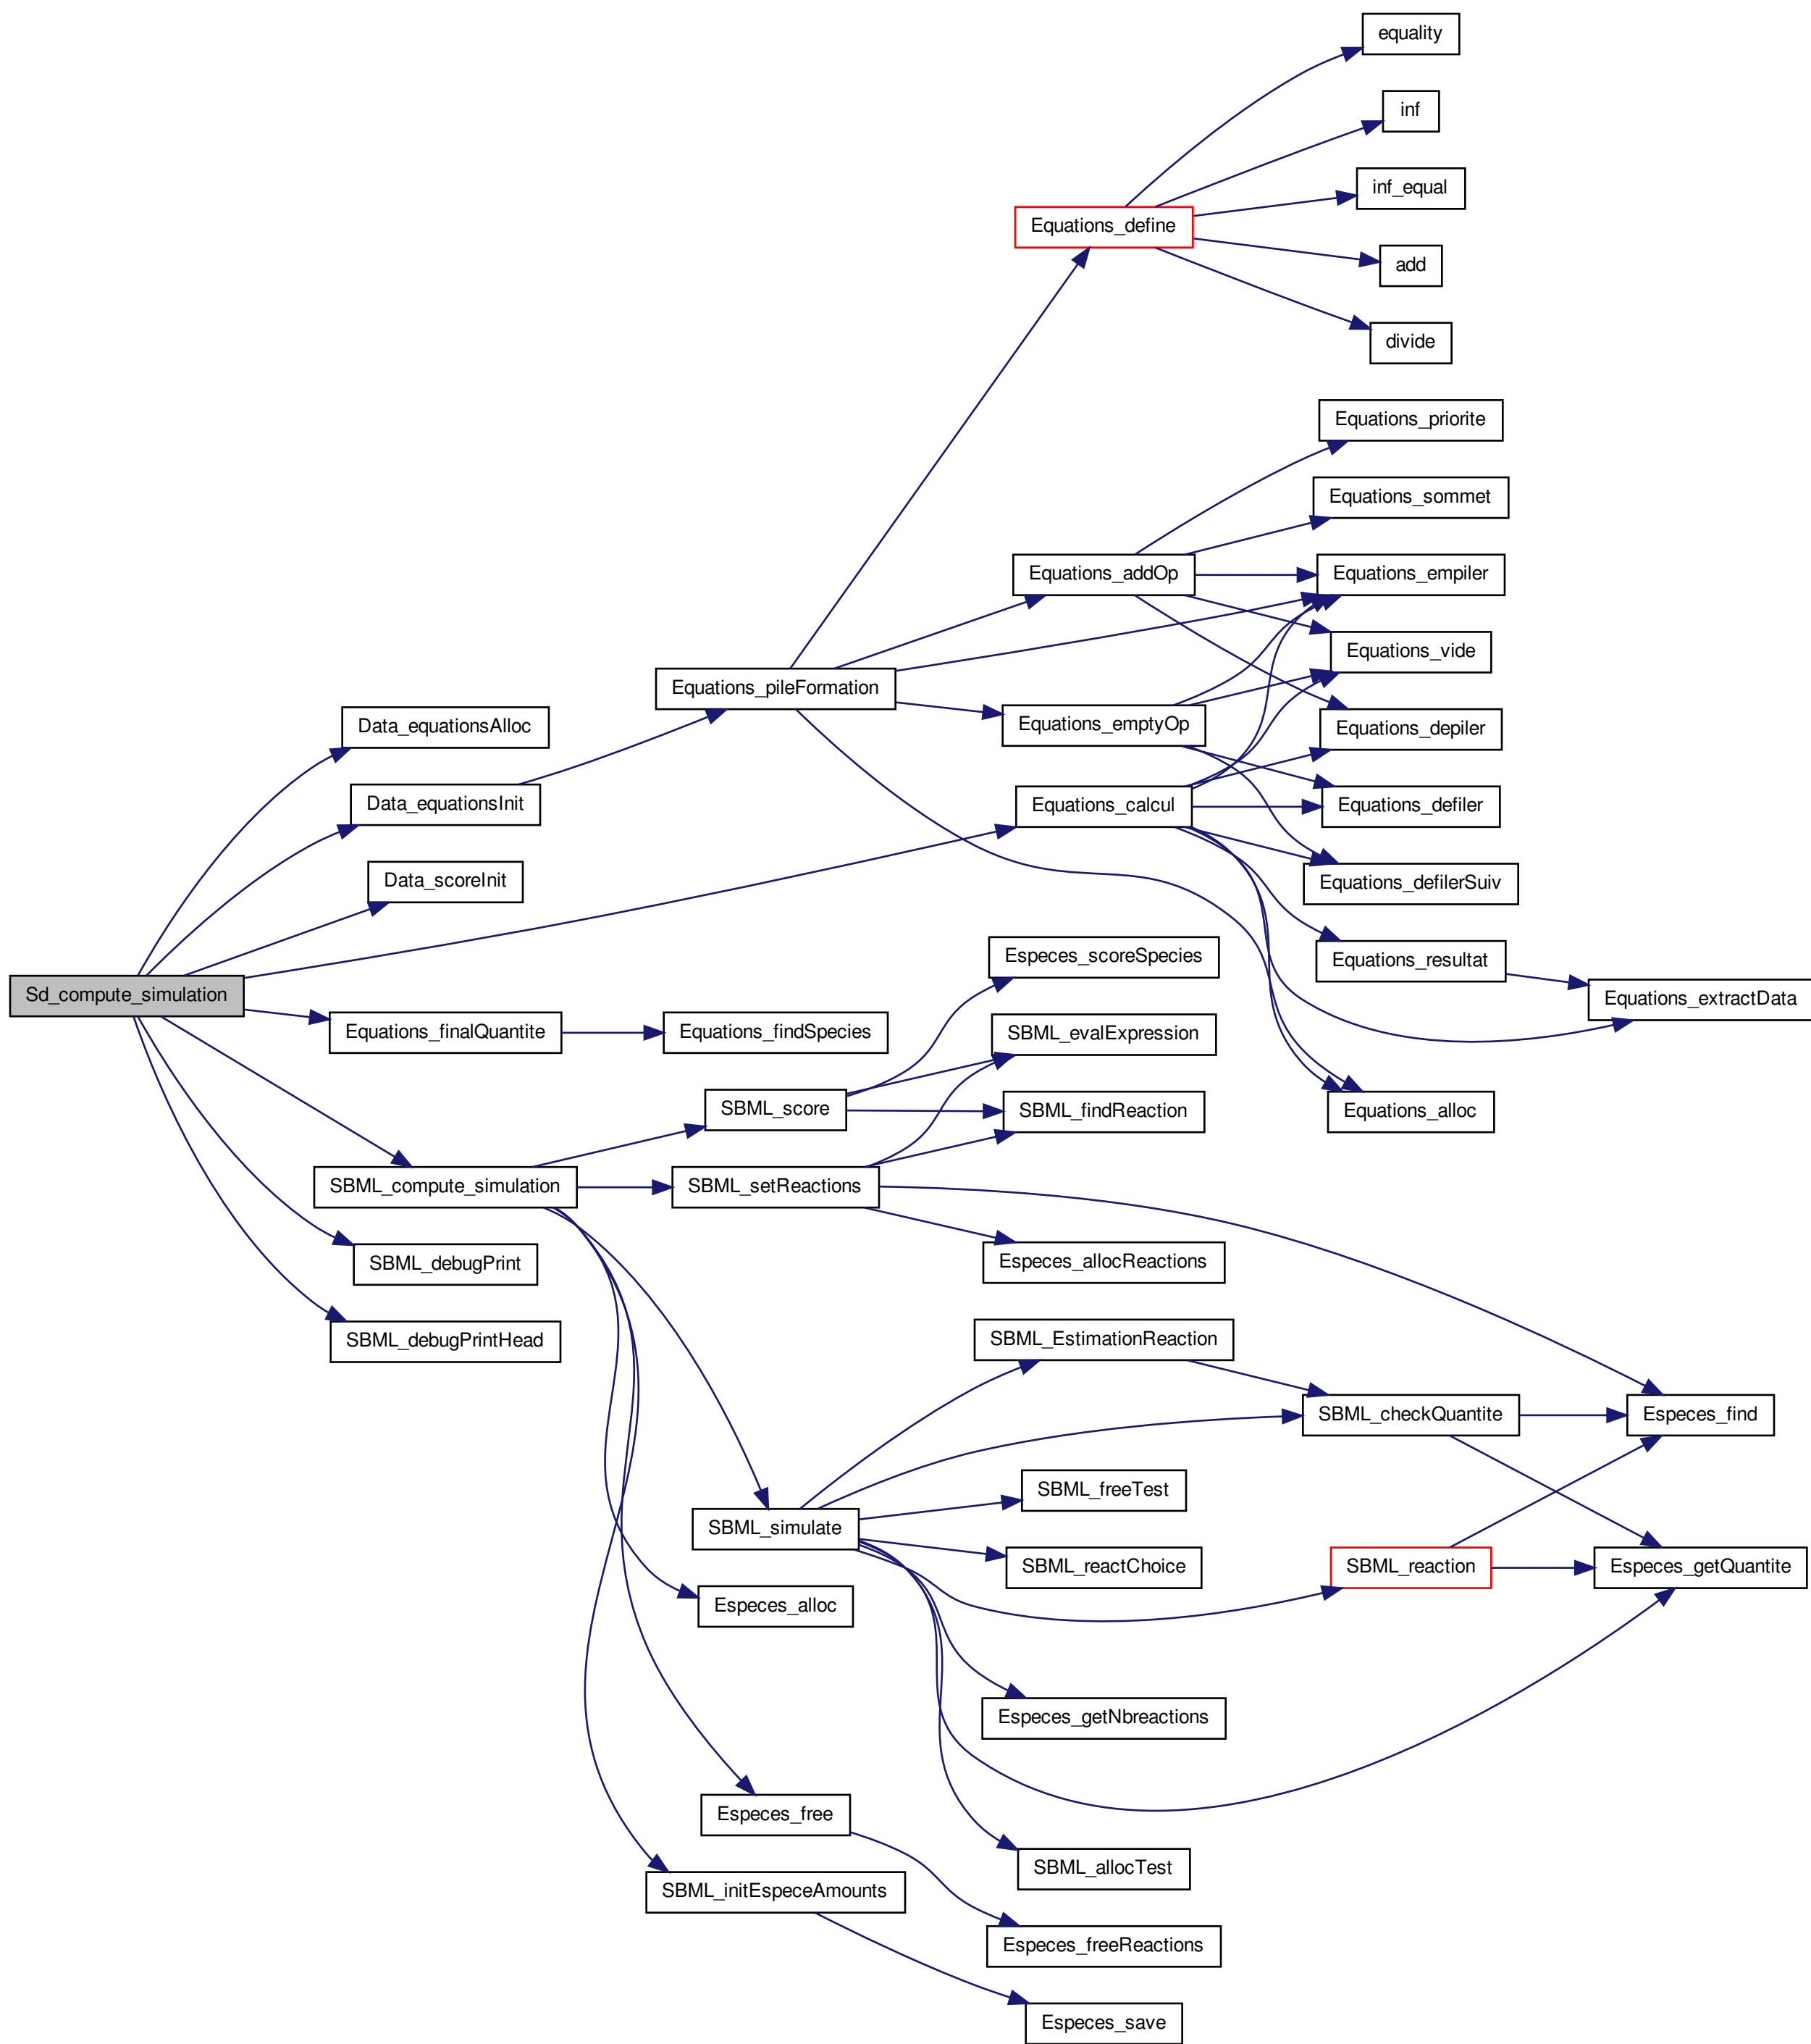 equality
inf
inf_equal
Equations_define
add
divide
Equations_priorite
Equations_sommet
Equations_addOp
Equations_empiler
Equations_vide
Equations_pileFormation
Equations_emptyOp
Equations_depiler
Data_equationsAlloc
Data_equationsInit
Equations_calcul
Equations_defiler
Data_scoreInit
Equations_defilerSuiv
Especes_scoreSpecies
Equations_resultat
Sd_compute_simulation
Equations_extractData
Equations_finalQuantite
Equations_findSpecies
SBML_evalExpression
SBML_score
SBML_findReaction
Equations_alloc
SBML_compute_simulation
SBML_setReactions
SBML_debugPrint
Especes_allocReactions
SBML_debugPrintHead
SBML_EstimationReaction
SBML_checkQuantite
Especes_find
SBML_freeTest
SBML_simulate
SBML_reactChoice
SBML_reaction
Especes_getQuantite
Especes_alloc
Especes_getNbreactions
Especes_free
SBML_allocTest
SBML_initEspeceAmounts
Especes_freeReactions
Especes_save